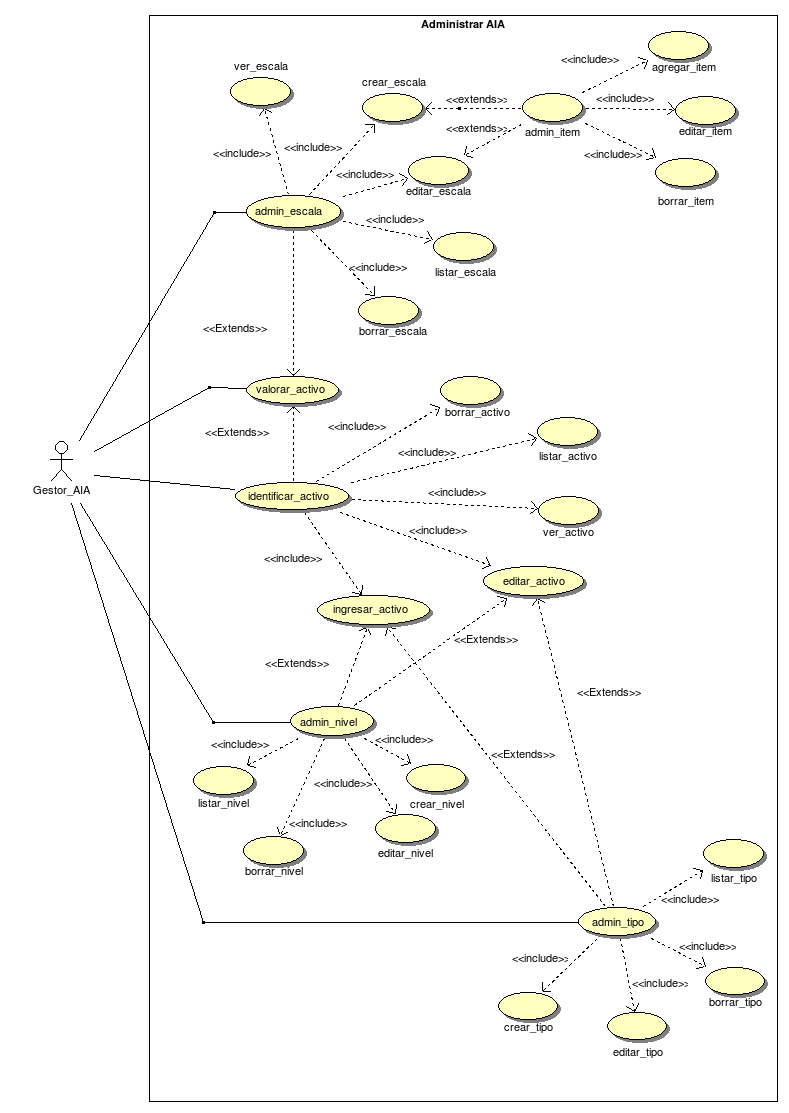 Administrar AIA
ver_escala
crear_escala
<<include>>
agregar_item
<<extends>>
<<include>>
editar_item
admin_item
<<extends>>
<<include>>
<<include>>
<<include>>
<<include>>
editar_escala
borrar_item
admin_escala
<<include>>
listar_escala
<<include>>
<<Extends>>
borrar_escala
valorar_activo
borrar_activo
<<Extends>>
<<include>>
<<include>>
listar_activo
Gestor_AIA
identificar_activo
<<include>>
ver_activo
<<include>>
<<include>>
editar_activo
ingresar_activo
<<Extends>>
<<Extends>>
<<Extends>>
admin_nivel
<<include>>
<<include>>
<<Extends>>
<<include>>
listar_nivel
crear_nivel
<<include>>
editar_nivel
borrar_nivel
listar_tipo
<<include>>
admin_tipo
<<include>>
<<include>>
<<include>>
borrar_tipo
crear_tipo
editar_tipo